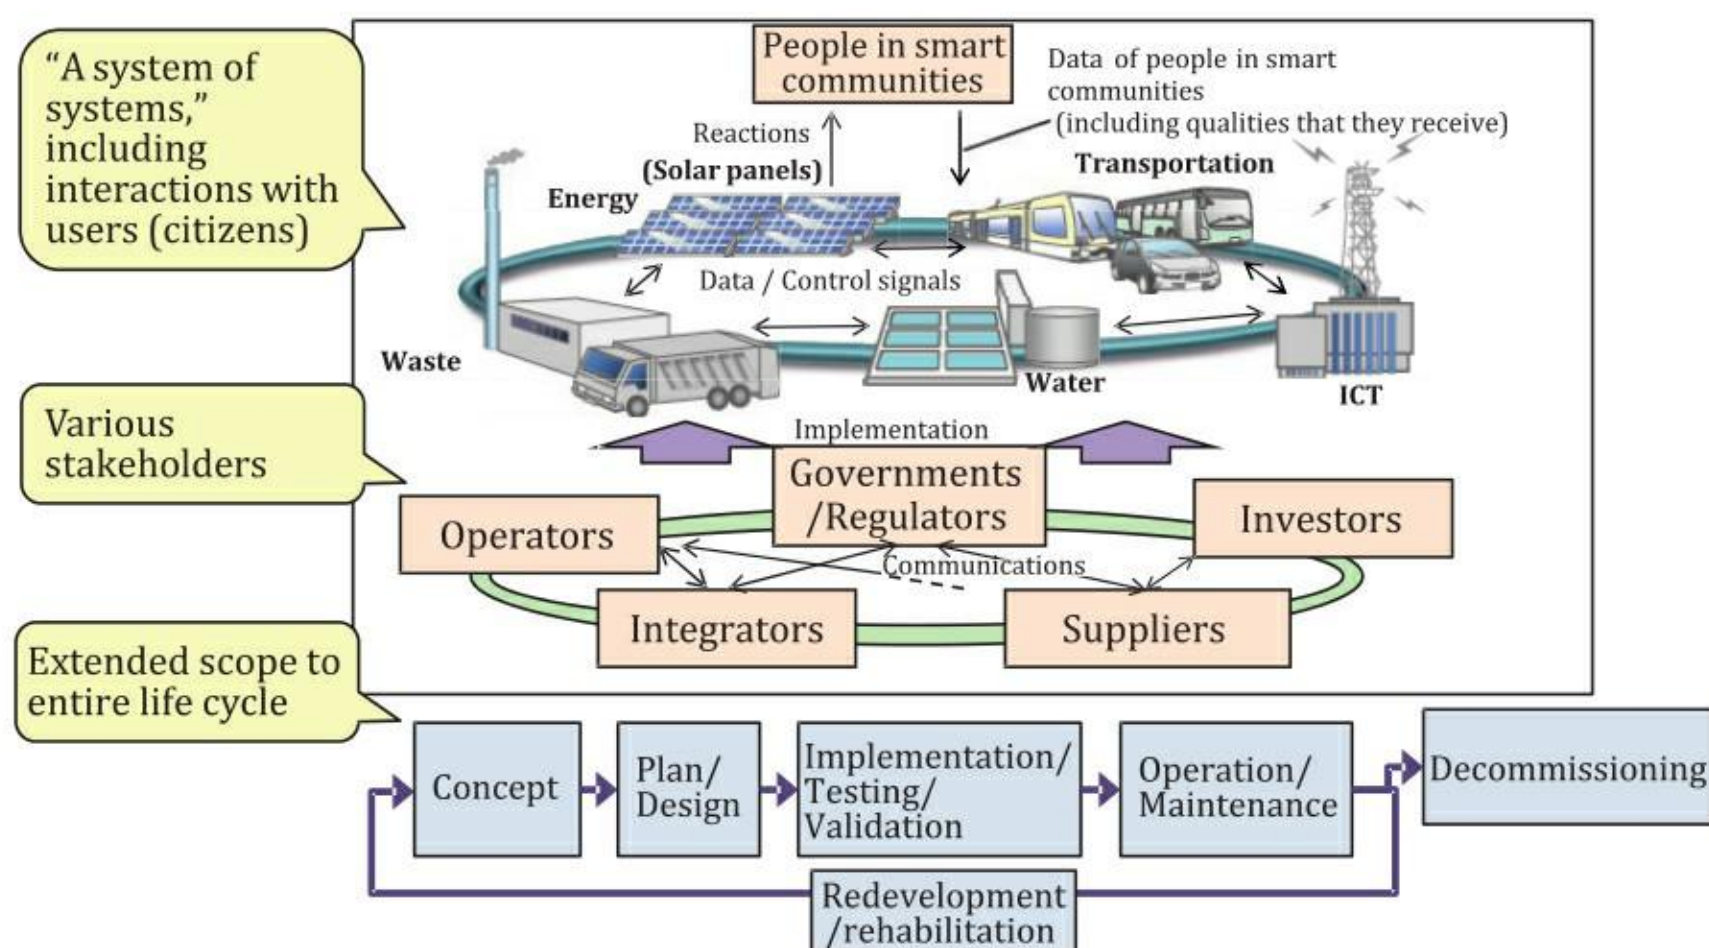 “A system of
systems,”
including
interactions with
users (citizens)
People in smart
communities
Data of people in smart
communities
(including qualities that they receive)
Reactions
(Solar panels)
Energy
Transportation
Data / Control signals
Waste
Water
ICT
Various
stakeholders
Implementation
Governments
/Regulators
Operators
Investors
Communications
Integrators
Suppliers
Extended scope to
entire life cycle
Concept
Plan/
Design
Implementation/
Testing/
Validation
Operation/
Maintenance
Decommissioning
Redevelopment
/rehabilitation